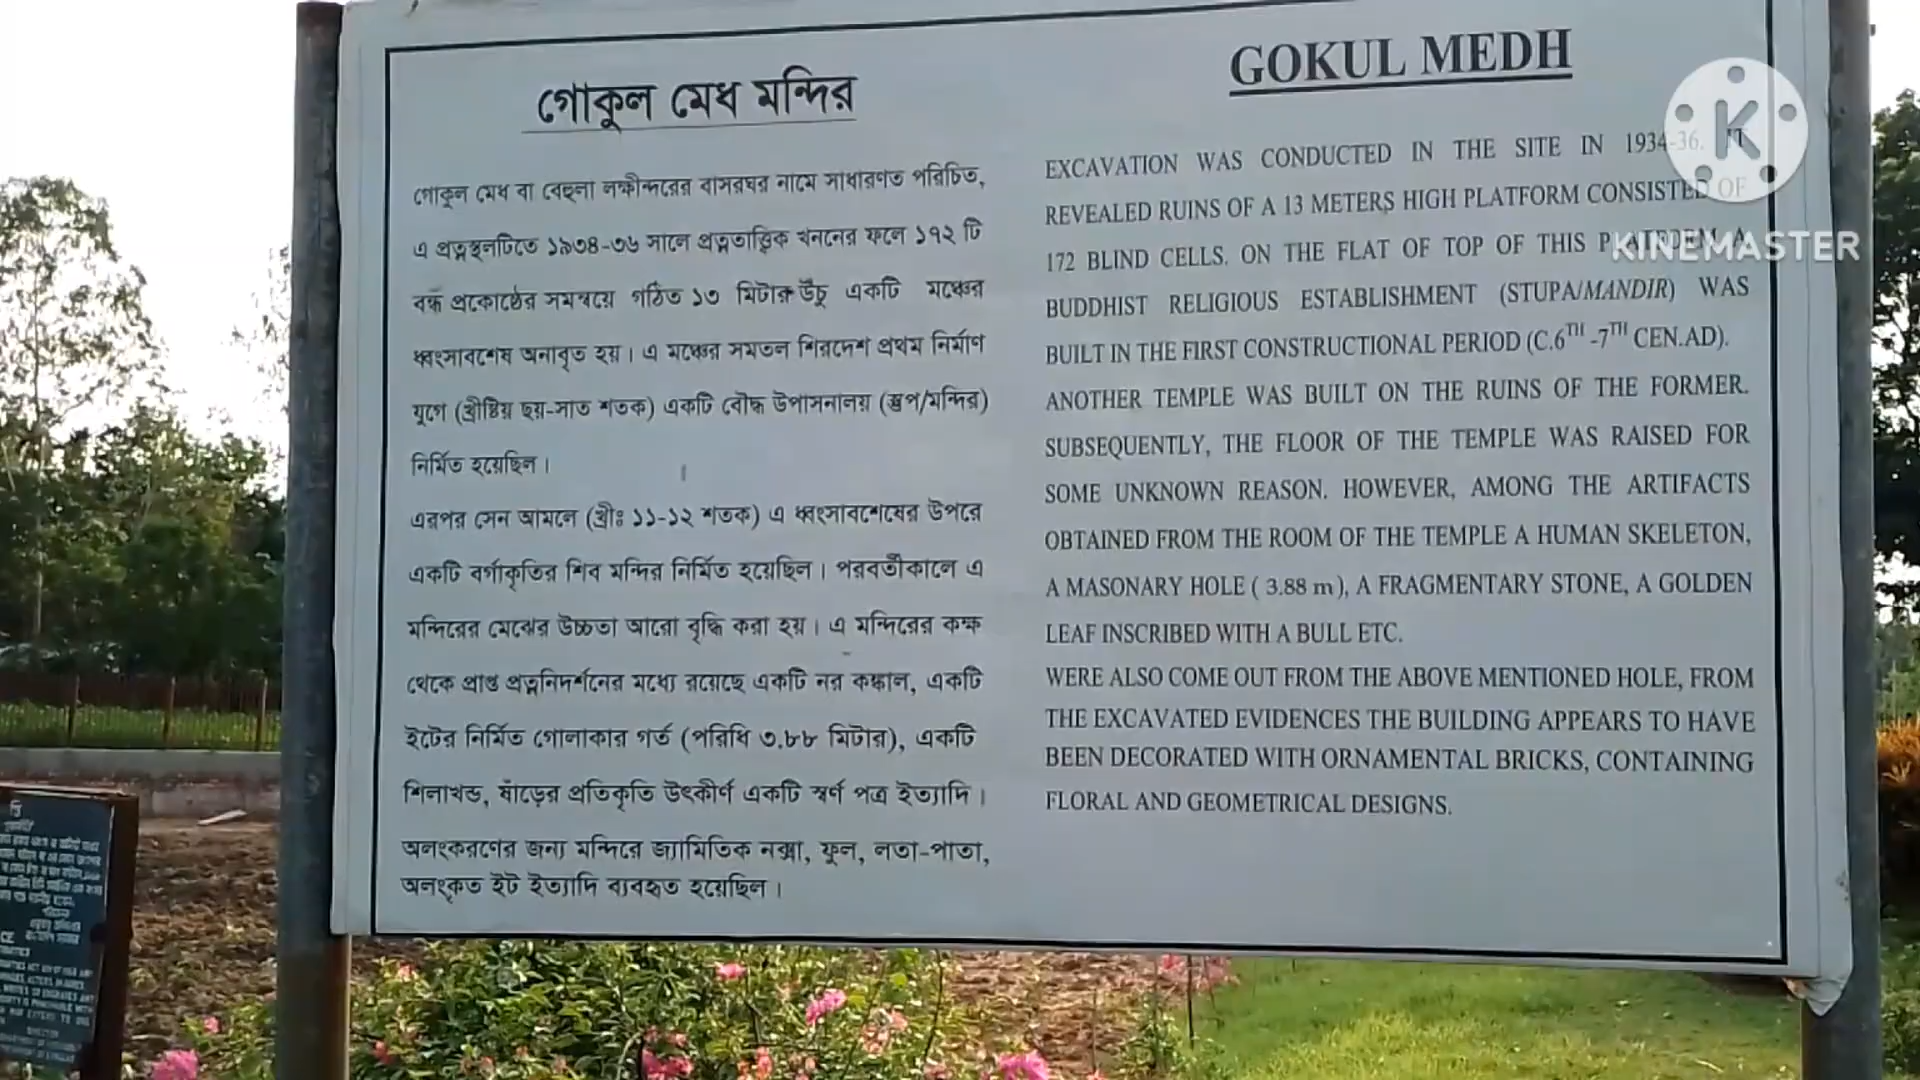 গোকুল মেধ মন্দির
গোকুল মেধ বা বেহুলা লক্ষীন্দরের বাসরঘর নামে সাধারণত পরিচিত,
এ প্রত্নস্থলটিতে ১৯৩৪-৩৬ সালে প্রত্নতাত্ত্বিক খননের ফলে ১৭২ টি
বন্ধ প্রকোষ্ঠের সমন্বয়ে গঠিত ১৩ মিটার উঁচু একটি মঞ্চের
ধ্বংসাবশেষ অনাবৃত হয়। এ মঞ্চের সমতল শিরদেশ প্রথম নির্মাণ
যুগে (খ্রীষ্টিয় ছয়-সাত শতক) একটি বৌদ্ধ উপাসনালয় (স্তুপ/মন্দির)
নির্মিত হয়েছিল।
এরপর সেন আমলে (খ্রীঃ ১১-১২ শতক) এ ধ্বংসাবশেষের উপরে
একটি বর্গাকৃতির শিব মন্দির নির্মিত হয়েছিল। পরবর্তীকালে এ
মন্দিরের মেঝের উচ্চতা আরো বৃদ্ধি করা হয়। এ মন্দিরের কক্ষ
থেকে প্রাপ্ত প্রত্ননিদর্শনের মধ্যে রয়েছে একটি নর কঙ্কাল, একটি
ইটের নির্মিত গোলাকার গর্ত (পরিধি ৩.৮৮ মিটার), একটি
শিলাখন্ড, ষাঁড়ের প্রতিকৃতি উৎকীর্ণ একটি স্বর্ণ পত্র ইত্যাদি।
অলংকরণের জন্য মন্দিরে জ্যামিতিক নক্সা, ফুল, লতা-পাতা,
অলংকৃত ইট ইত্যাদি ব্যবহৃত হয়েছিল।
GOKUL MEDH
EXCAVATION WAS CONDUCTED IN THE SITE IN 1934-36. IT
REVEALED RUINS OF A 13 METERS HIGH PLATFORM CONSISTED OF
172 BLIND CELLS. ON THE FLAT OF TOP OF THIS A
BUDDHIST RELIGIOUS ESTABLISHMENT (STUPA/MANDIR) WAS
BUILT IN THE FIRST CONSTRUCTIONAL PERIOD (C.6TH -7TH CEN.AD).
ANOTHER TEMPLE WAS BUILT ON THE RUINS OF THE FORMER.
SUBSEQUENTLY, THE FLOOR OF THE TEMPLE WAS RAISED FOR
SOME UNKNOWN REASON. HOWEVER, AMONG THE ARTIFACTS
OBTAINED FROM THE ROOM OF THE TEMPLE A HUMAN SKELETON,
A MASONARY HOLE ( 3.88 m), A FRAGMENTARY STONE, A GOLDEN
LEAF INSCRIBED WITH A BULL ETC.
WERE ALSO COME OUT FROM THE ABOVE MENTIONED HOLE, FROM
THE EXCAVATED EVIDENCES THE BUILDING APPEARS TO HAVE
BEEN DECORATED WITH ORNAMENTAL BRICKS, CONTAINING
FLORAL AND GEOMETRICAL DESIGNS.
K
KINEMASTER